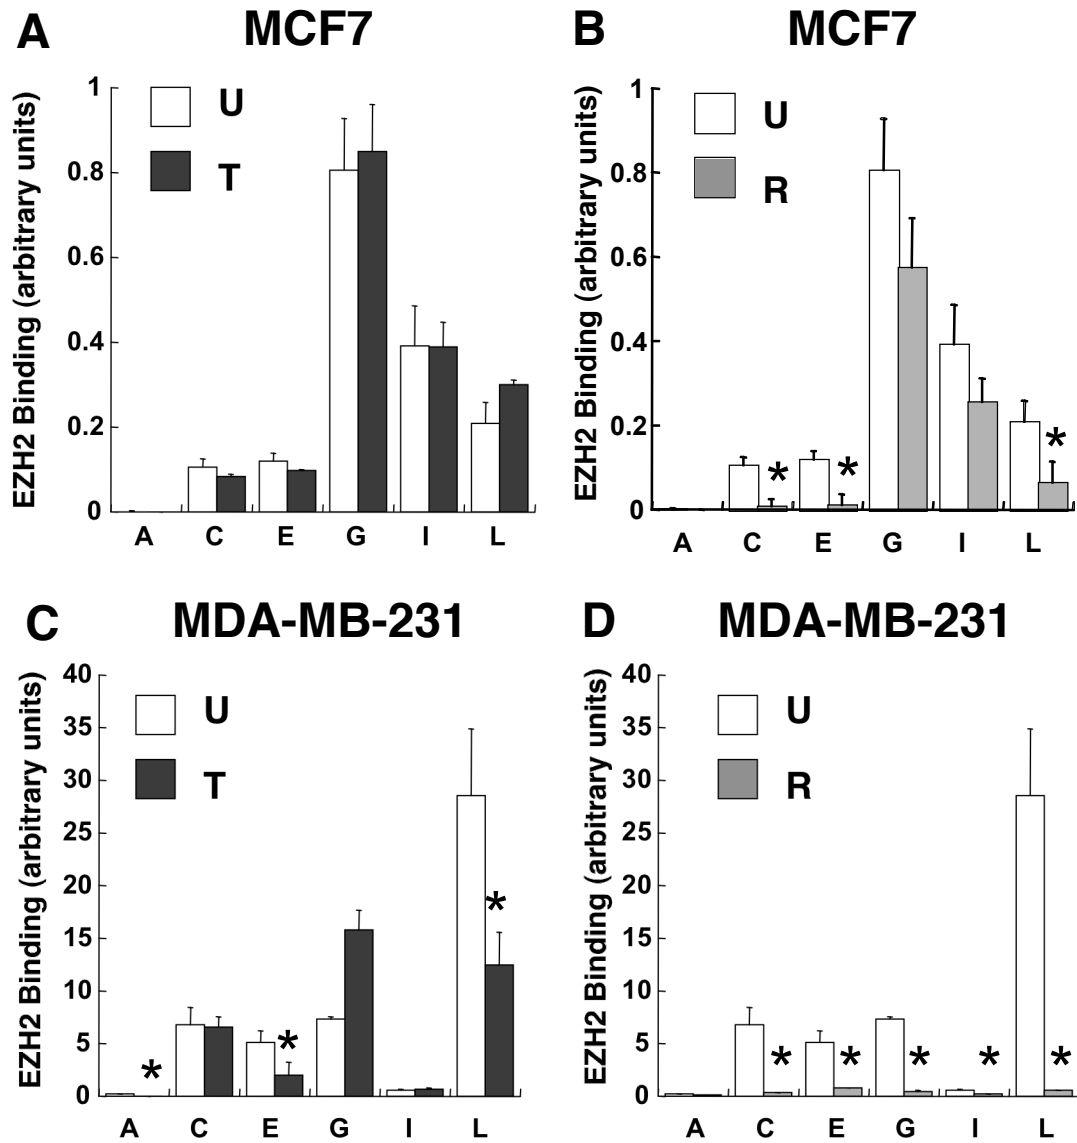 A MCF7
EZH2 Binding (arbitrary units)
1
0.8
0.6
0.4
0.2
0
U
T
*
A C E G I L
B MCF7
EZH2 Binding (arbitrary units)
1
0.8
0.6
0.4
0.2
0
U
R
* * *
A C E G I L
C MDA-MB-231
EZH2 Binding (arbitrary units)
40
35
30
25
20
15
10
5
0
U
T
* * *
A C E G I L
D MDA-MB-231
EZH2 Binding (arbitrary units)
40
35
30
25
20
15
10
5
0
U
R
* * * * *
A C E G I L